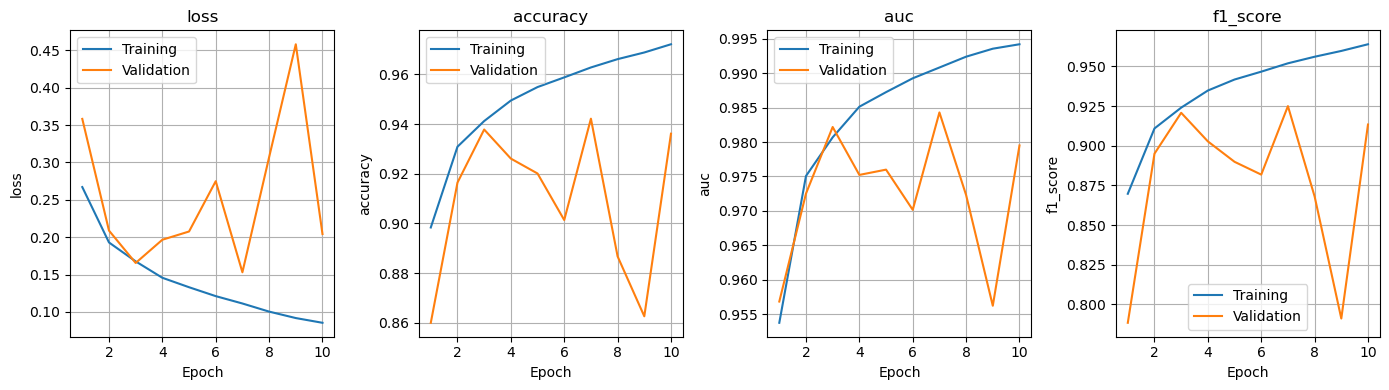 loss
accuracy
auc
f1_score
Training
Validation
Training
Validation
Training
Validation
Training
Validation
loss
0.45
0.40
0.35
0.30
0.25
0.20
0.15
0.10
2 4 6 8 10
Epoch
accuracy
0.96
0.94
0.92
0.90
0.88
0.86
2 4 6 8 10
Epoch
auc
0.995
0.990
0.985
0.980
0.975
0.970
0.965
0.960
0.955
2 4 6 8 10
Epoch
f1_score
0.950
0.925
0.900
0.875
0.850
0.825
0.800
2 4 6 8 10
Epoch